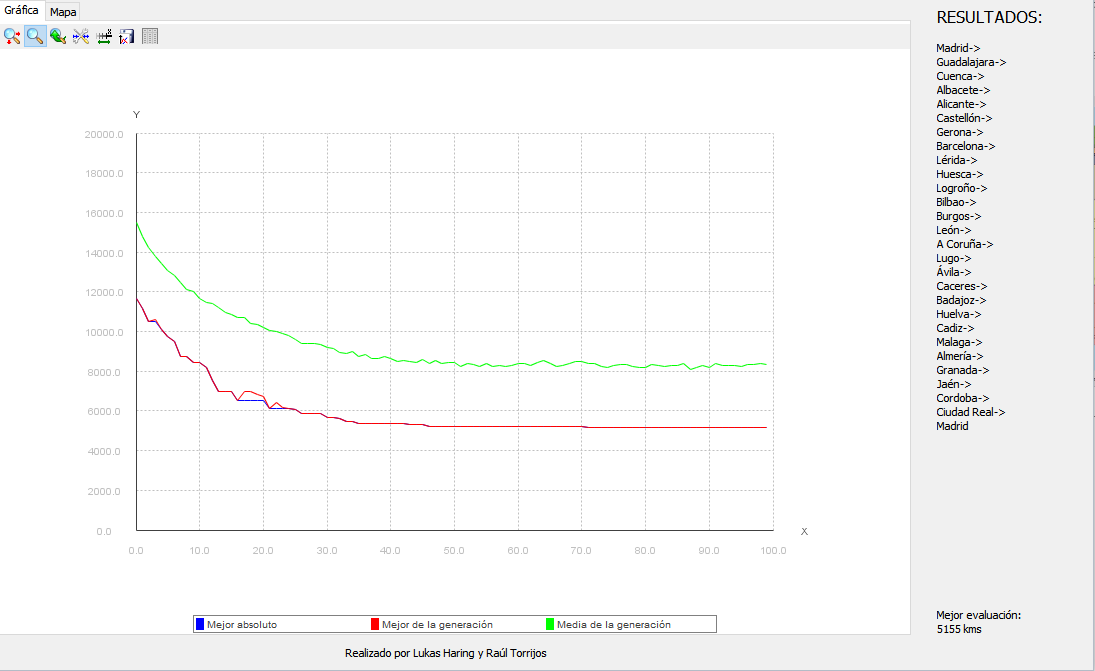 Gráfica Mapa
Y
20000.0
18000.0
16000.0
14000.0
12000.0
10000.0
8000.0
6000.0
4000.0
2000.0
0.0
X
0.0 10.0 20.0 30.0 40.0 50.0 60.0 70.0 80.0 90.0 100.0
Mejor absoluto Mejor de la generación Media de la generación
Realizado por Lukas Haring y Raúl Torrijos
RESULTADOS:
Madrid->
Guadalajara->
Cuenca->
Albacete->
Alicante->
Castellón->
Gerona->
Barcelona->
Lérida->
Huesca->
Logroño->
Bilbao->
Burgos->
León->
A Coruña->
Lugo->
Ávila->
Caceres->
Badajoz->
Huelva->
Cadiz->
Malaga->
Almería->
Granada->
Jaén->
Cordoba->
Ciudad Real->
Madrid
Mejor evaluación:
5155 kms